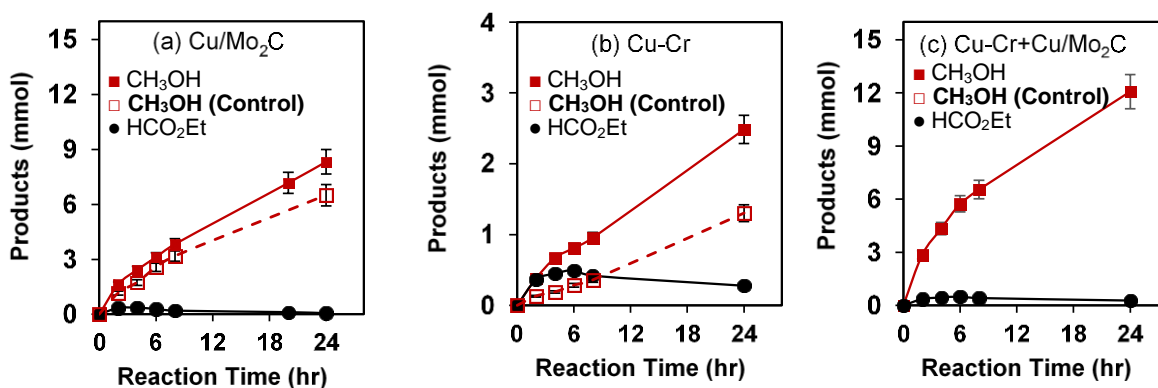 (a) Cu/Mo₂C
CH₃OH
CH₃OH (Control)
HCO₂Et
15
12
9
6
3
0
Products (mmol)
0 6 12 18 24
Reaction Time (hr)
(b) Cu-Cr
CH₃OH
CH₃OH (Control)
HCO₂Et
4
3
2
1
0
Products (mmol)
0 6 12 18 24
Reaction Time (hr)
(c) Cu-Cr+Cu/Mo₂C
CH₃OH
CH₃OH (Control)
HCO₂Et
15
12
9
6
3
0
Products (mmol)
0 6 12 18 24
Reaction Time (hr)